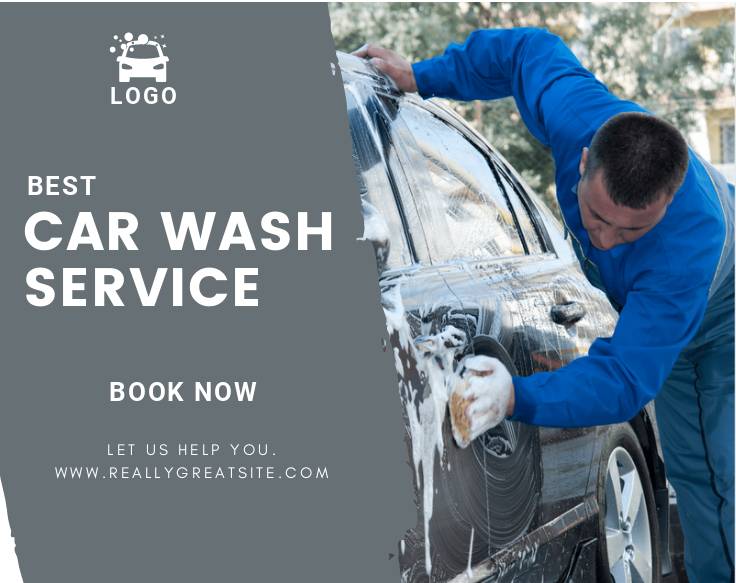 LOGO
BEST
CAR WASH
SERVICE
BOOK NOW
LET US HELP YOU.
WWW.REALLYGREATSITE.COM